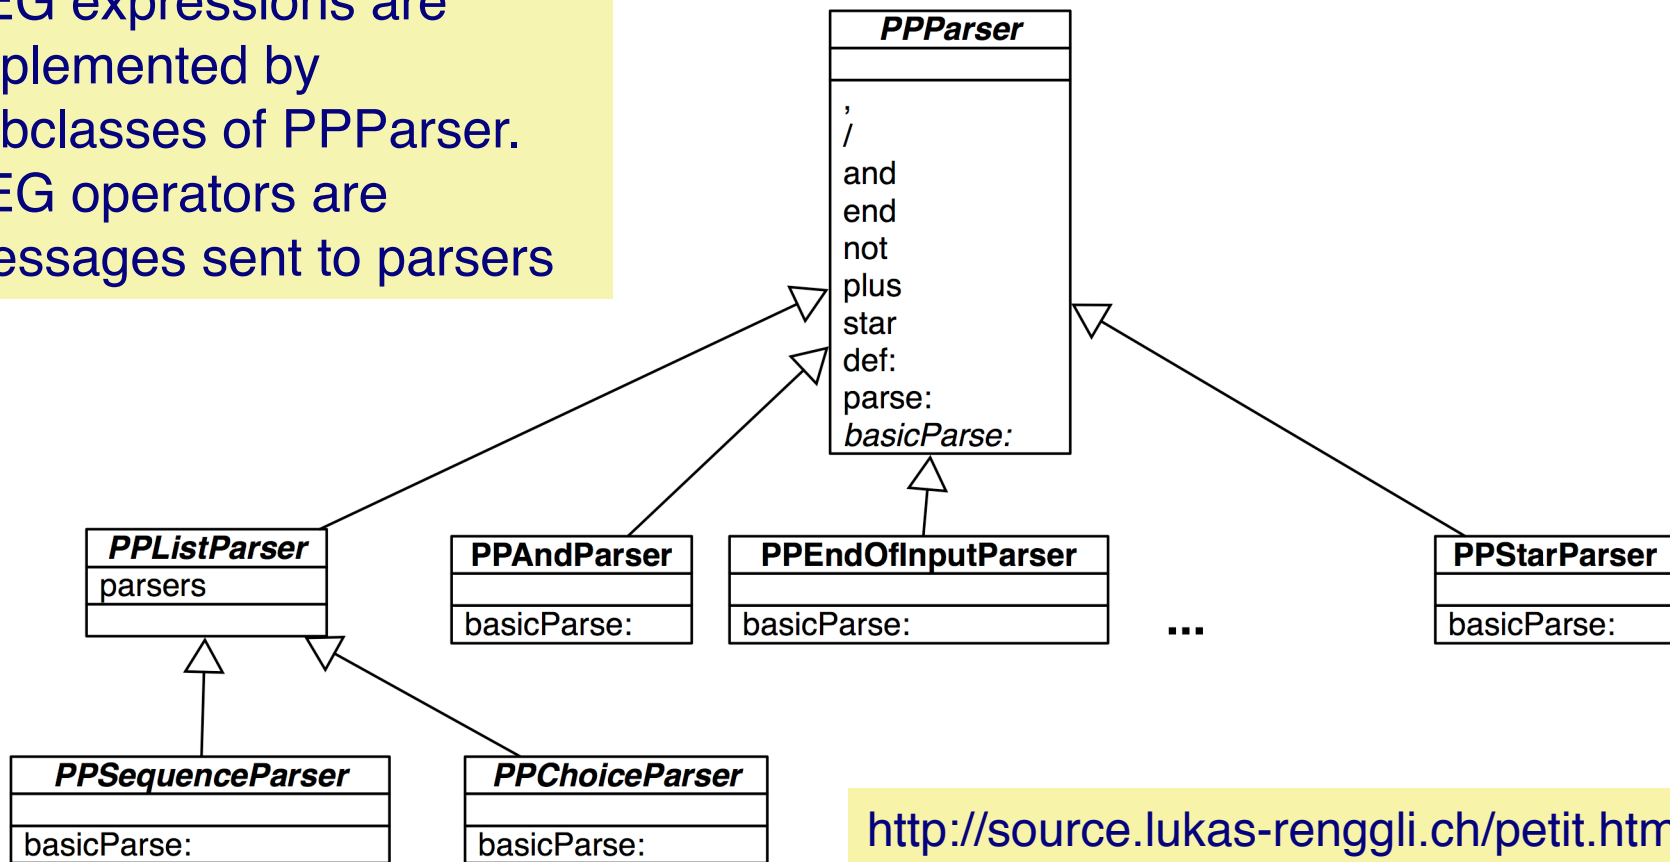 EG expressions are
plemented by
bclasses of PPParser.
EG operators are
essages sent to parsers
PPParser
,
/
and
end
not
plus
star
def:
parse:
basicParse:
PPListParser
parsers
PPAndParser
basicParse:
PPEndOfInputParser
basicParse:
...
PPStarParser
basicParse:
PPSequenceParser
basicParse:
PPChoiceParser
basicParse:
http://source.lukas-renggli.ch/petit.htm